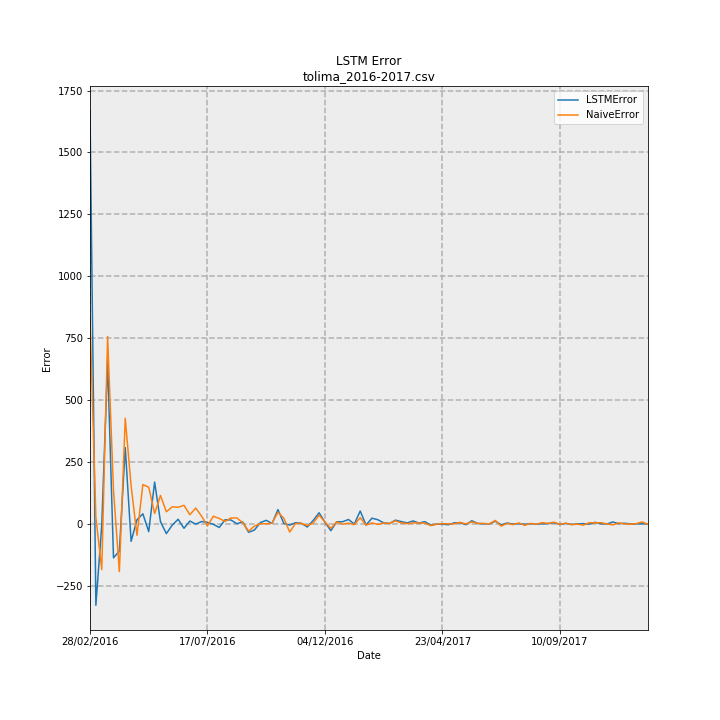 LSTM Error
tolima_2016-2017.csv
LSTMError
NaiveError
1750
1500
1250
1000
750
500
250
0
−250
Error
28/02/2016 17/07/2016 04/12/2016 23/04/2017 10/09/2017
Date